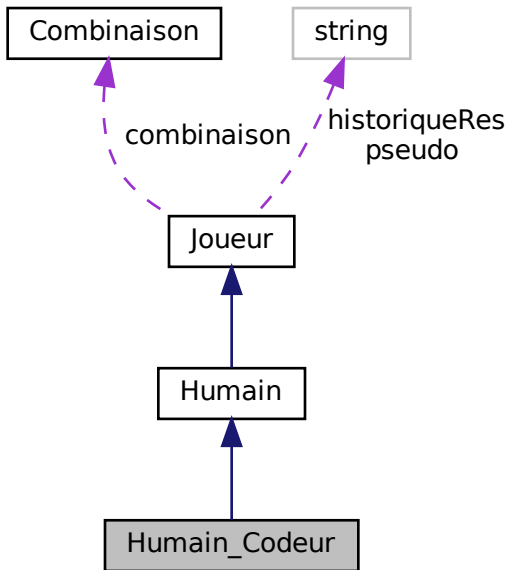 Combinaison
string
combinaison
historiqueRes
pseudo
Joueur
Humain
Humain_Codeur